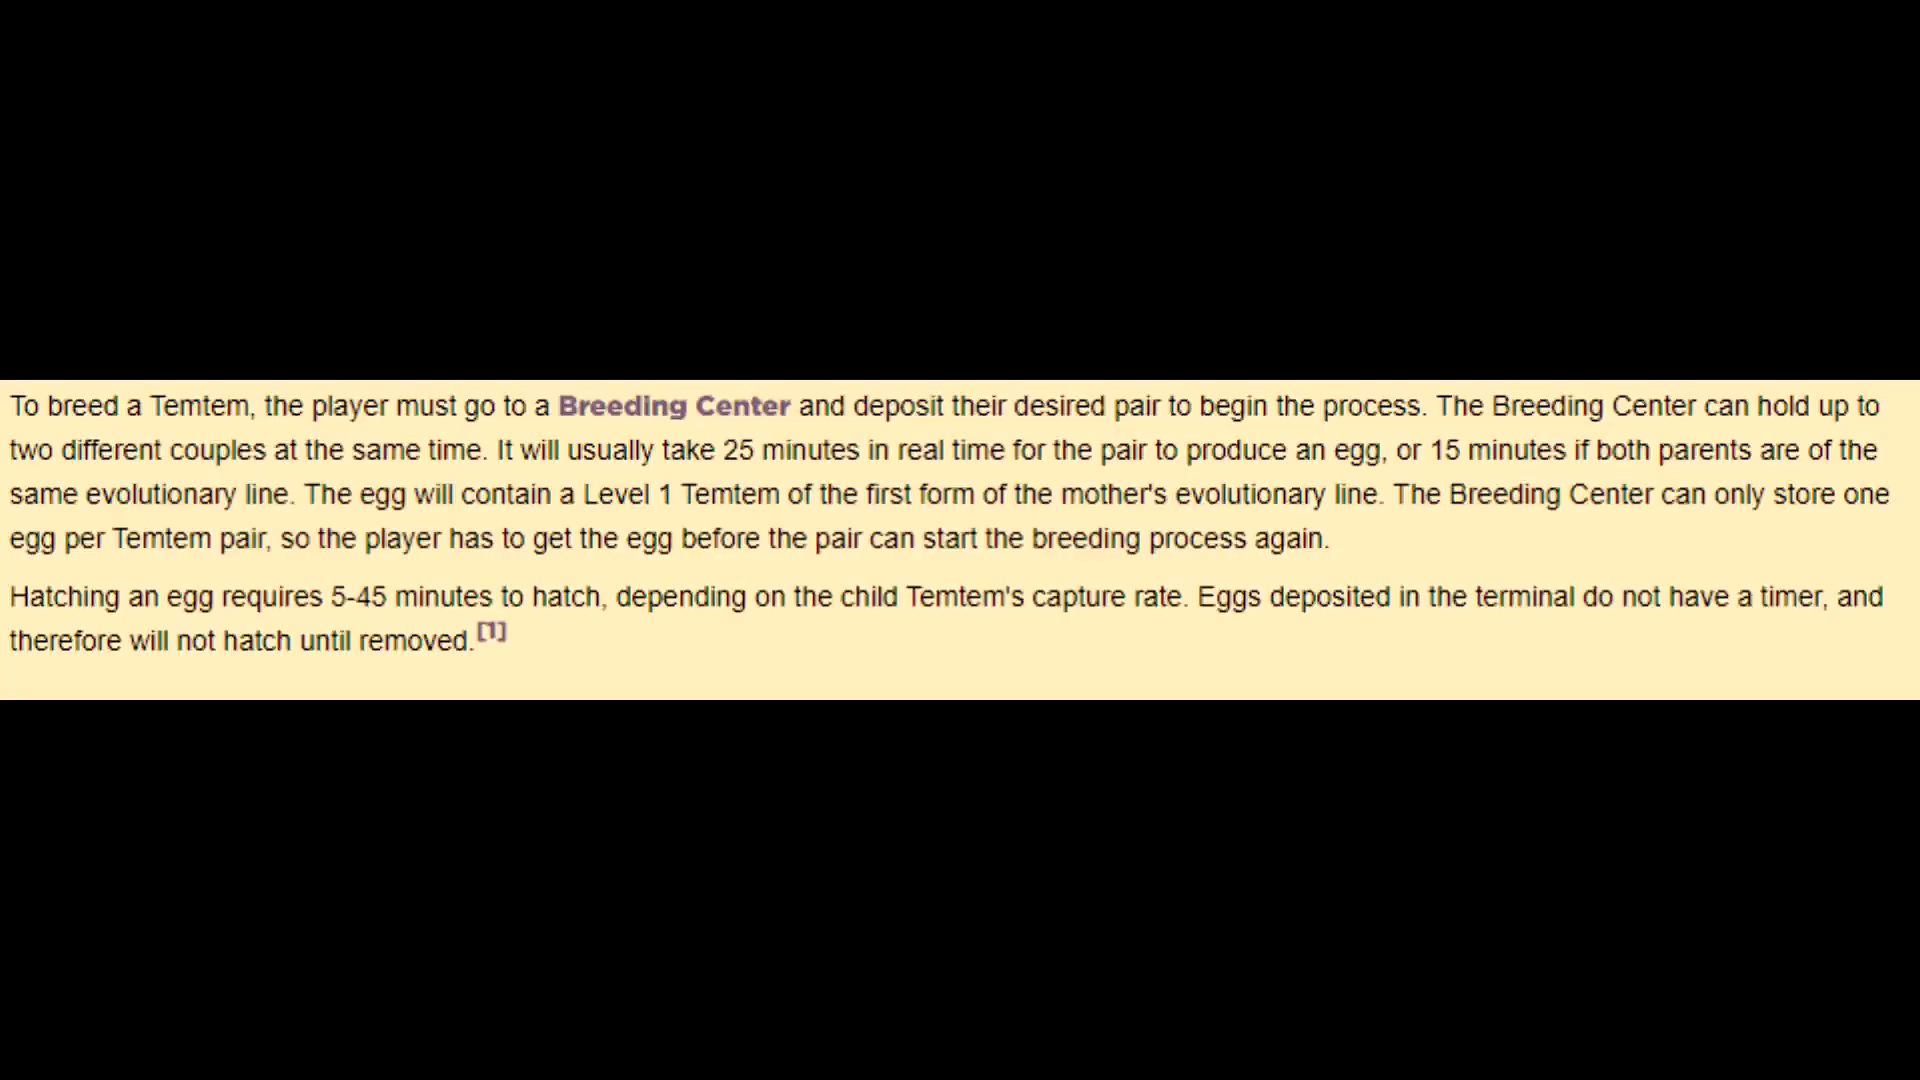 To breed a Temtem, the player must go to a Breeding Center and deposit their desired pair to begin the process. The Breeding Center can hold up to
two different couples at the same time. It will usually take 25 minutes in real time for the pair to produce an egg, or 15 minutes if both parents are of the
same evolutionary line. The egg will contain a Level 1 Temtem of the first form of the mother's evolutionary line. The Breeding Center can only store one
egg per Temtem pair, so the player has to get the egg before the pair can start the breeding process again.
Hatching an egg requires 5-45 minutes to hatch, depending on the child Temtem's capture rate. Eggs deposited in the terminal do not have a timer, and
therefore will not hatch until removed.[1]